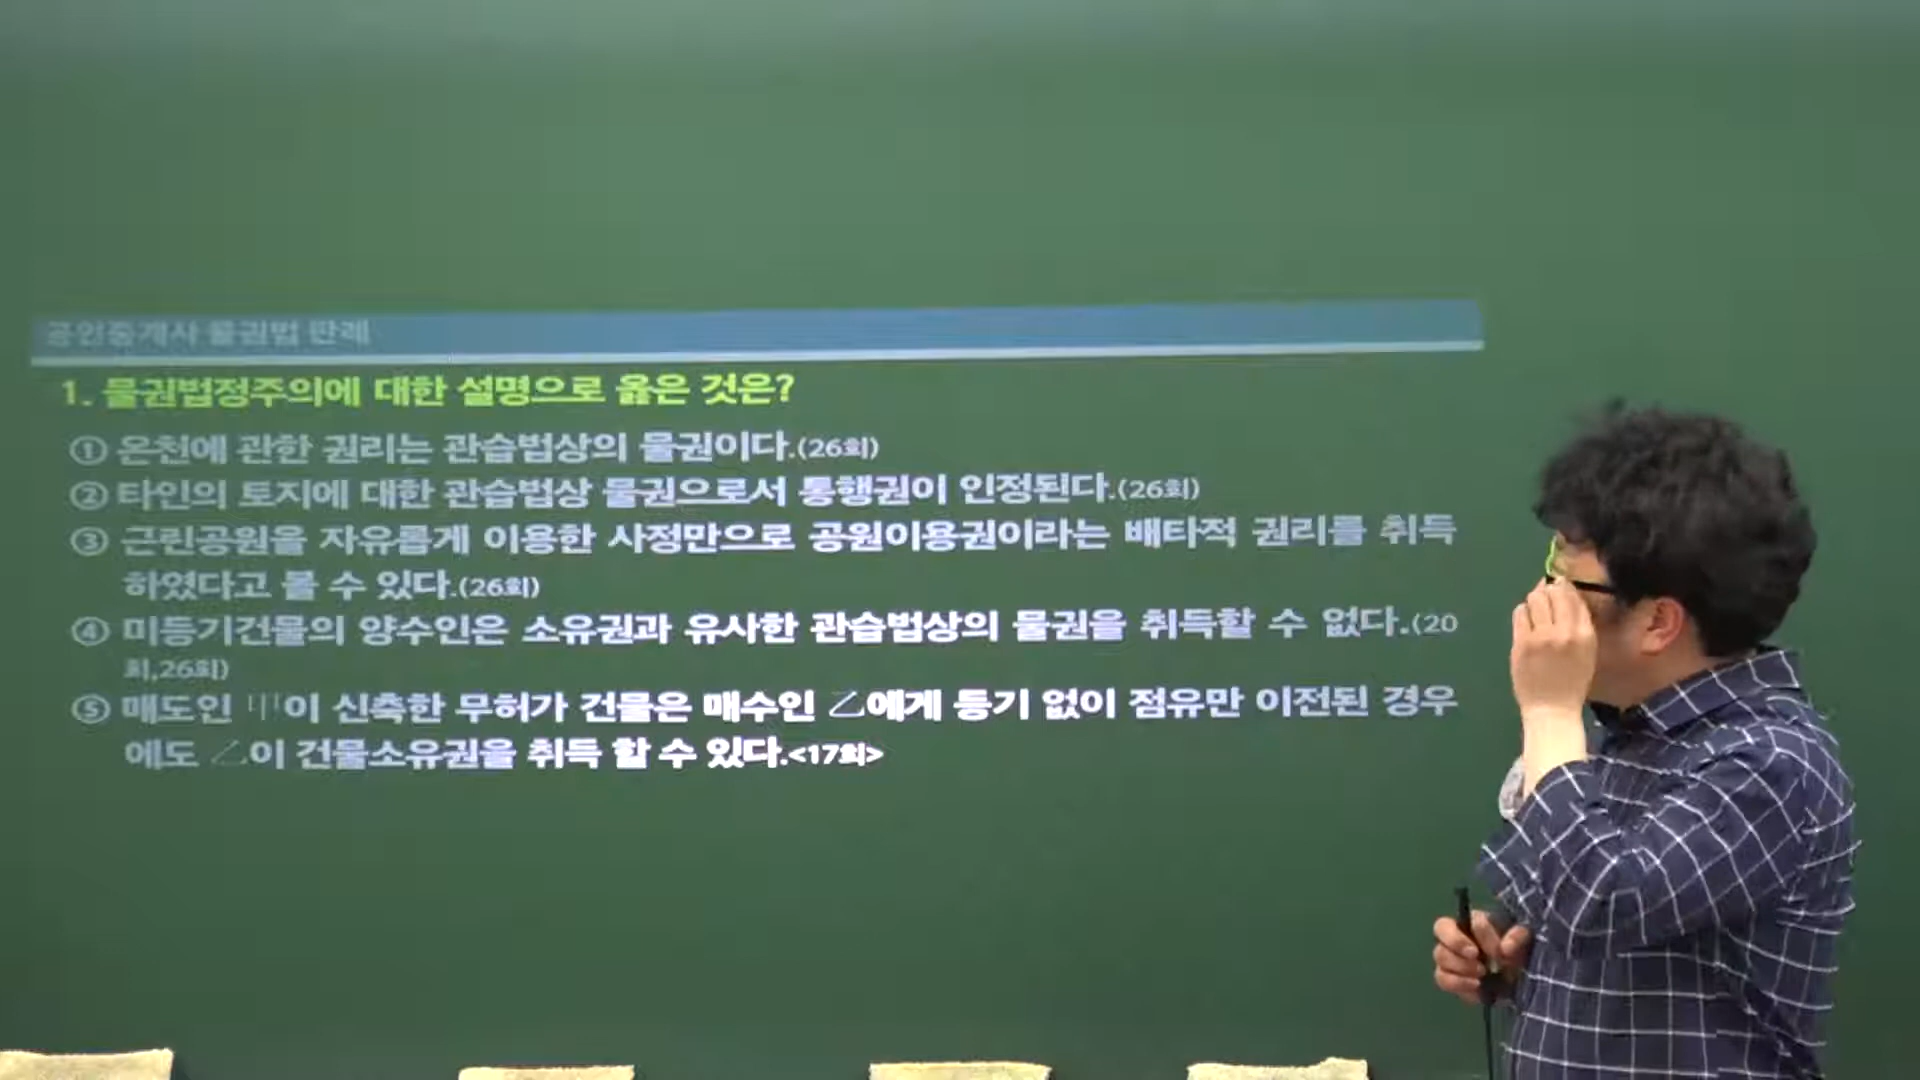 공인중개사 물권법 판례
1. 물권법정주의에 대한 설명으로 옳은 것은?
① 온천에 관한 권리는 관습법상의 물권이다.(26회)
② 타인의 토지에 대한 관습법상 물권으로서 통행권이 인정된다.(26회)
③ 근린공원을 자유롭게 이용한 사정만으로 공원이용권이라는 배타적 권리를 취득
하였다고 볼 수 있다.(26회)
④ 미등기건물의 양수인은 소유권과 유사한 관습법상의 물권을 취득할 수 없다.(20
회,26회)
⑤ 매도인 甲이 신축한 무허가 건물은 매수인 乙에게 등기 없이 점유만 이전된 경우
에도 乙이 건물소유권을 취득 할 수 있다.<17회>